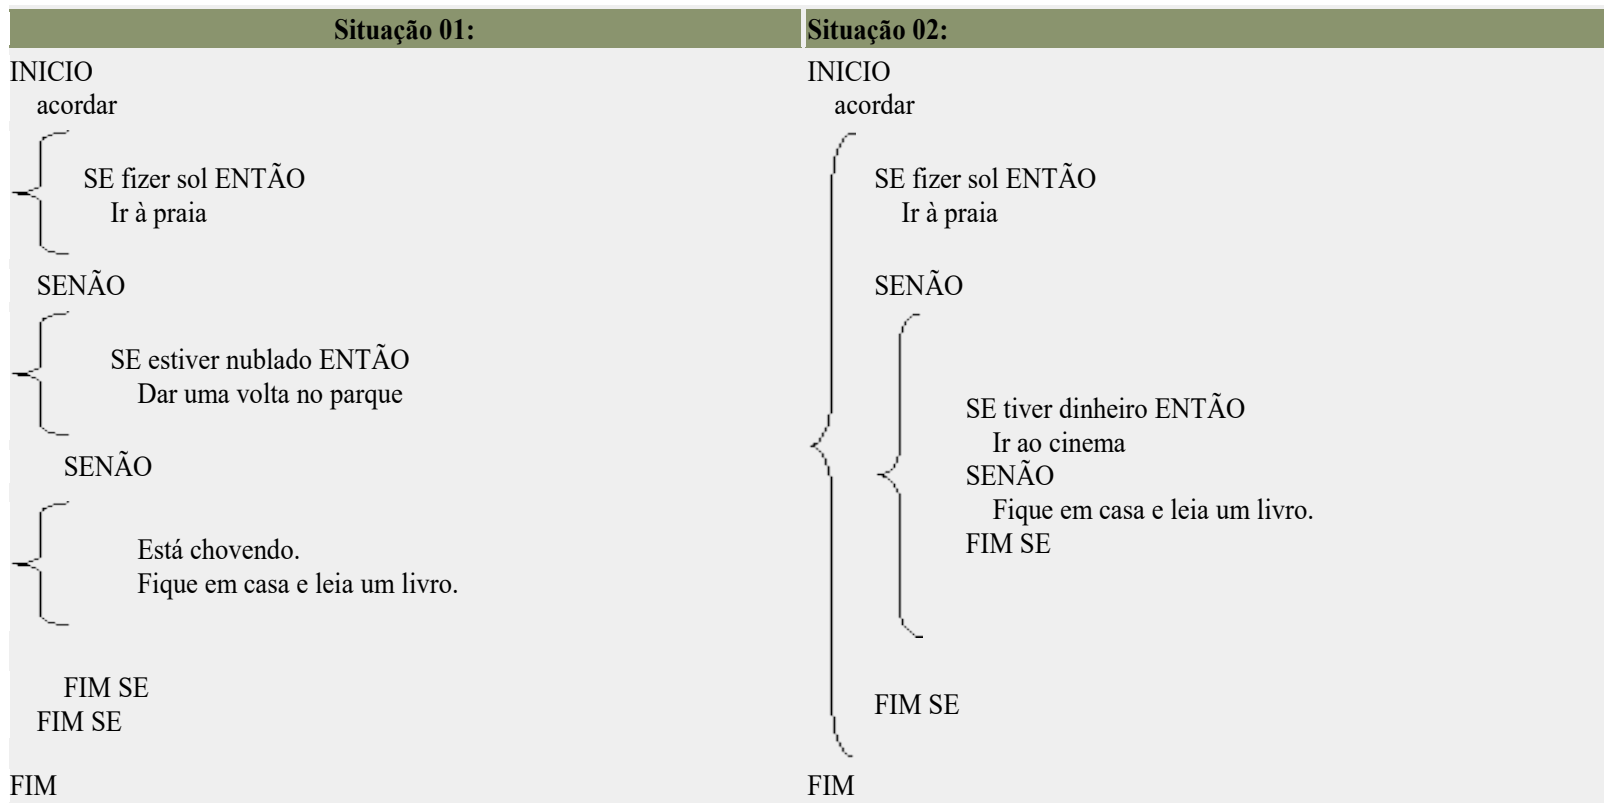 Situação 01:
INICIO
acordar
SE fizer sol ENTÃO
Ir à praia
SENÃO
SE estiver nublado ENTÃO
Dar uma volta no parque
SENÃO
Está chovendo.
Fique em casa e leia um livro.
FIM SE
FIM SE
FIM
Situação 02:
INICIO
acordar
SE fizer sol ENTÃO
Ir à praia
SENÃO
SE tiver dinheiro ENTÃO
Ir ao cinema
SENÃO
Fique em casa e leia um livro.
FIM SE
FIM SE
FIM